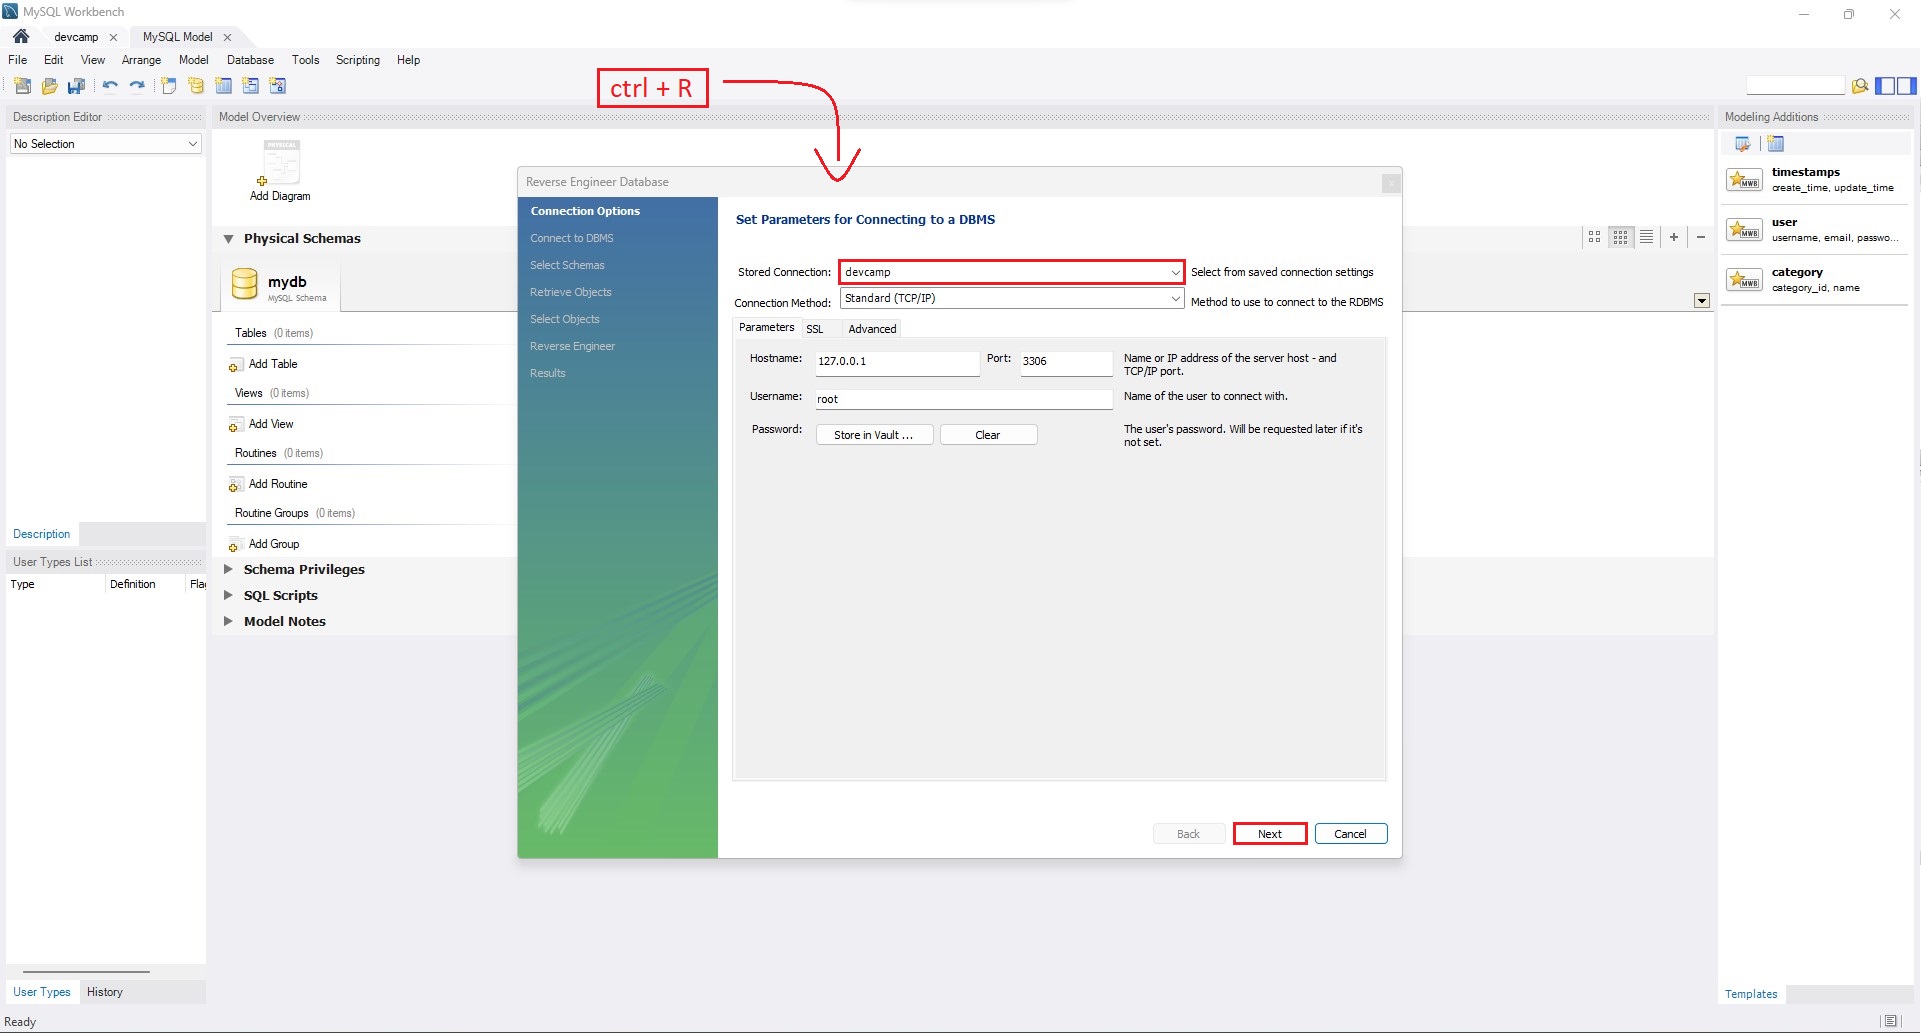 MySQL Workbench
devcamp
MySQL Model
File Edit View Arrange Model Database Tools Scripting Help
ctrl + R
Description Editor
No Selection
Description
User Types List
Type Definition Flag
User Types History
Ready
Model Overview
PHYSICAL
Add Diagram
Physical Schemas
mydb
MySQL Schema
Tables (0 items)
Add Table
Views (0 items)
Add View
Routines (0 items)
Add Routine
Routine Groups (0 items)
Add Group
Schema Privileges
SQL Scripts
Model Notes
Reverse Engineer Database
Connection Options
Connect to DBMS
Select Schemas
Retrieve Objects
Select Objects
Reverse Engineer
Results
Set Parameters for Connecting to a DBMS
Stored Connection: devcamp Select from saved connection settings
Connection Method: Standard (TCP/IP) Method to use to connect to the RDBMS
Parameters SSL Advanced
Hostname: 127.0.0.1 Port: 3306 Name or IP address of the server host - and
TCP/IP port.
Username: root Name of the user to connect with.
Password: Store in Vault ... Clear The user's password. Will be requested later if it's
not set.
Back Next Cancel
Modeling Additions
MWB
timestamps
create_time, update_time
MWB
user
username, email, passwo...
MWB
category
category_id, name
Templates